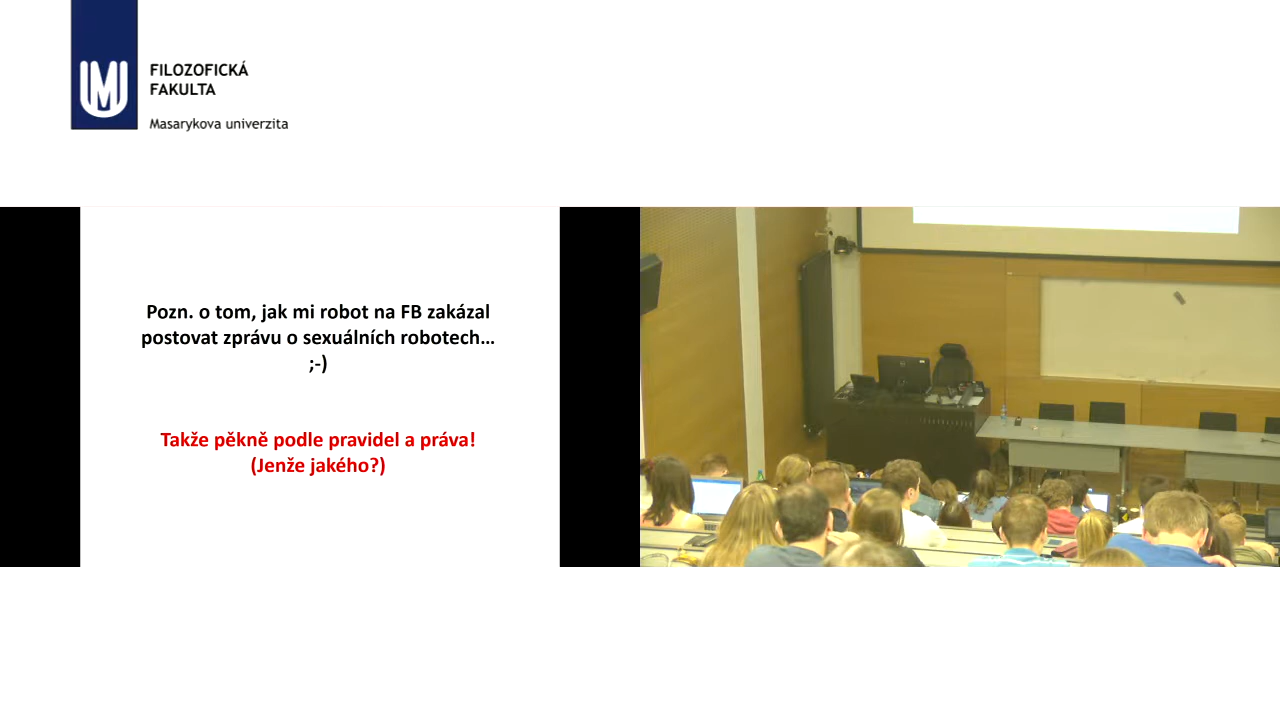 FILOZOFICKÁ
FAKULTA
Masarykova univerzita
Pozn. o tom, jak mi robot na FB zakázal
postovat zprávu o sexuálních robotech…
;-)
Takže pěkně podle pravidel a práva!
(Jenže jakého?)